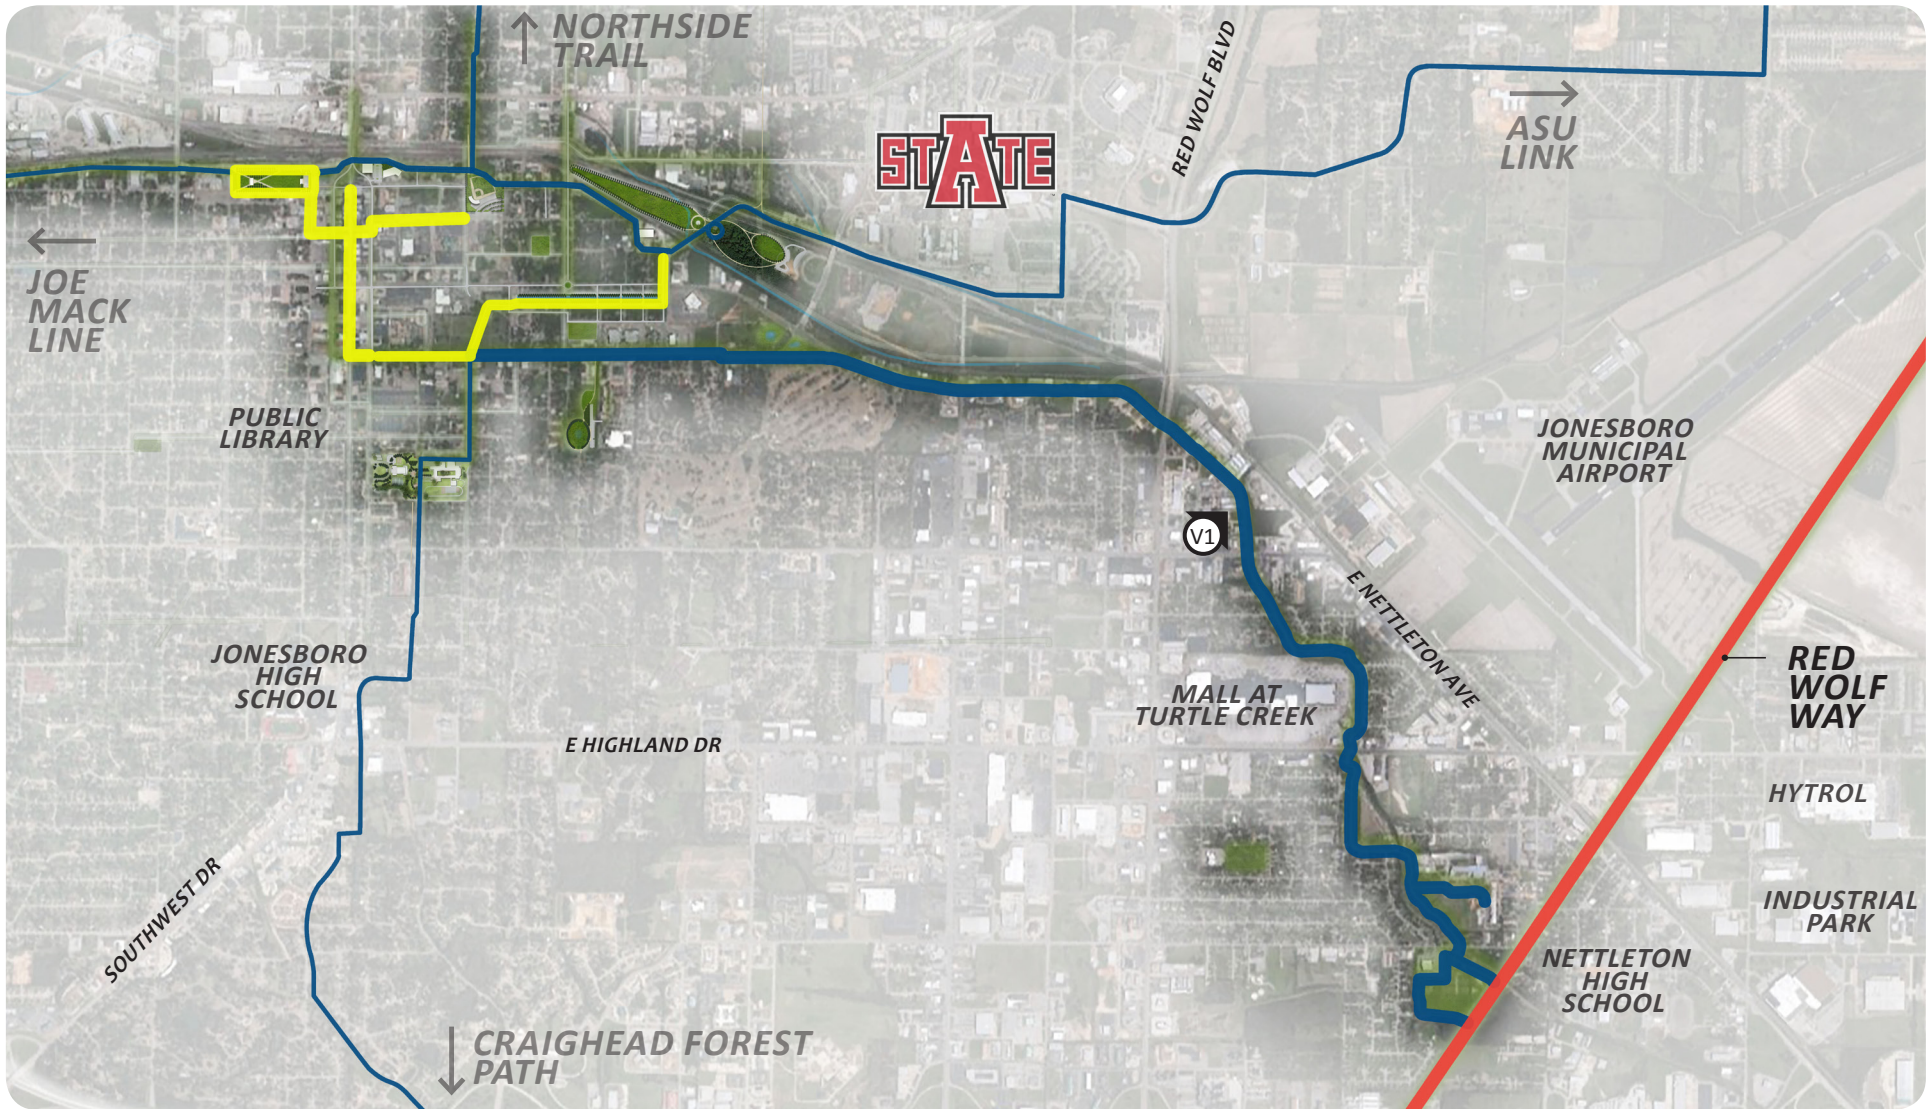 NORTHSIDE
TRAIL
RED WOLF BLVD
STATE
ASU
LINK
JOE
MACK
LINE
PUBLIC
LIBRARY
JONESBORO
MUNICIPAL
AIRPORT
V1
E NETTLETON AVE
JONESBORO
HIGH
SCHOOL
RED
WOLF
WAY
MALL AT
TURTLE CREEK
E HIGHLAND DR
HYTROL
SOUTHWEST DR
INDUSTRIAL
PARK
NETTLETON
HIGH
SCHOOL
CRAIGHEAD FOREST
PATH